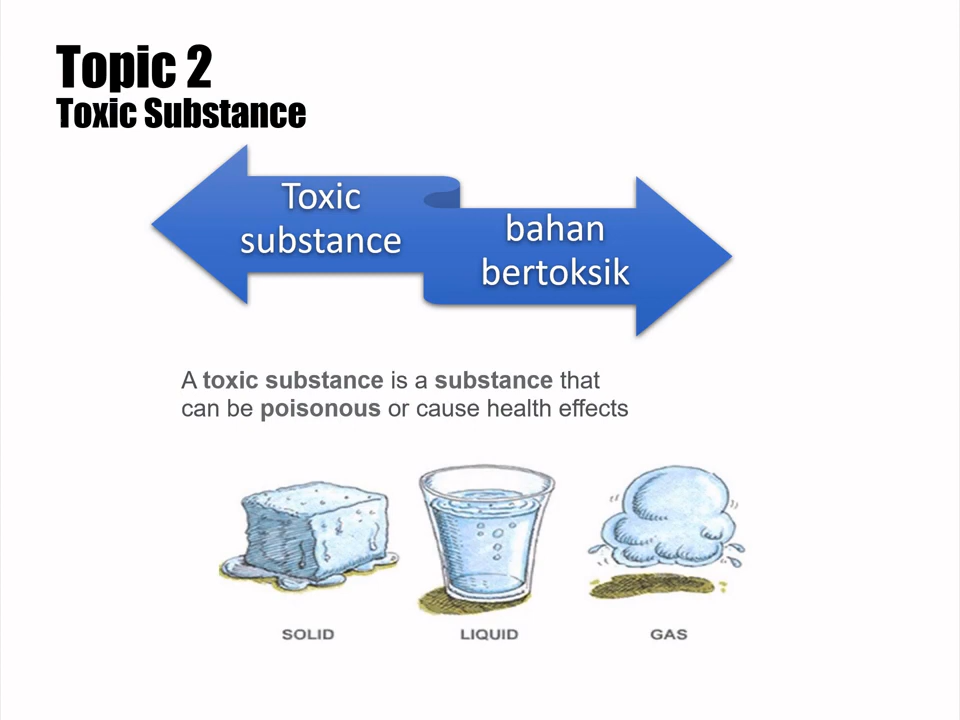 Topic 2
Toxic Substance
Toxic
substance
bahan
bertoksik
A toxic substance is a substance that
can be poisonous or cause health effects
SOLID
LIQUID
GAS